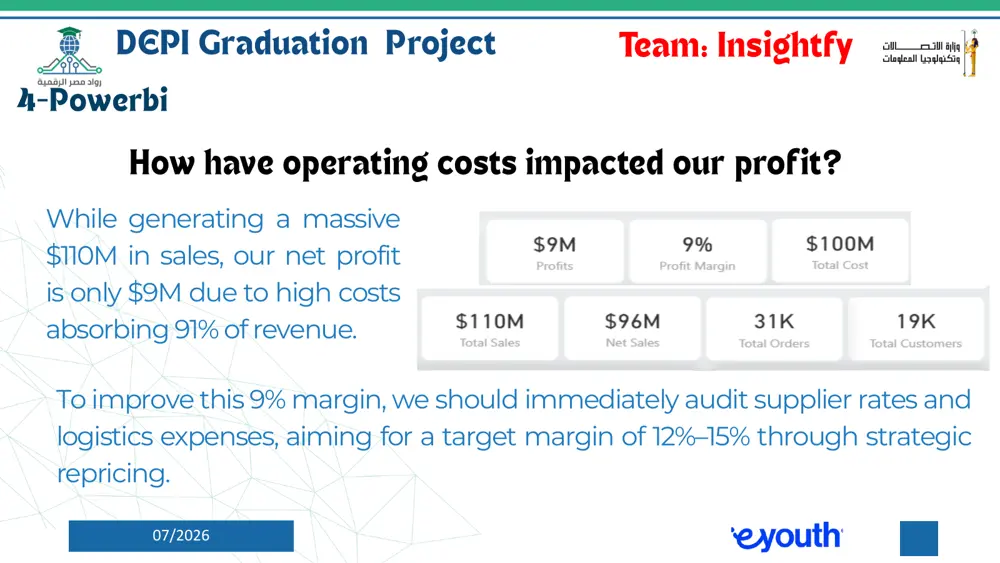 DEPI Graduation Project
Team: Insightfy
وزارة الاتصالات
وتكنولوجيا المعلومات
رواد مصر الرقمية
4-Powerbi
How have operating costs impacted our profit?
While generating a massive
$110M in sales, our net profit
is only $9M due to high costs
absorbing 91% of revenue.
$9M
Profits
9%
Profit Margin
$100M
Total Cost
$110M
Total Sales
$96M
Net Sales
31K
Total Orders
19K
Total Customers
To improve this 9% margin, we should immediately audit supplier rates and
logistics expenses, aiming for a target margin of 12%–15% through strategic
repricing.
07/2026
eyouth